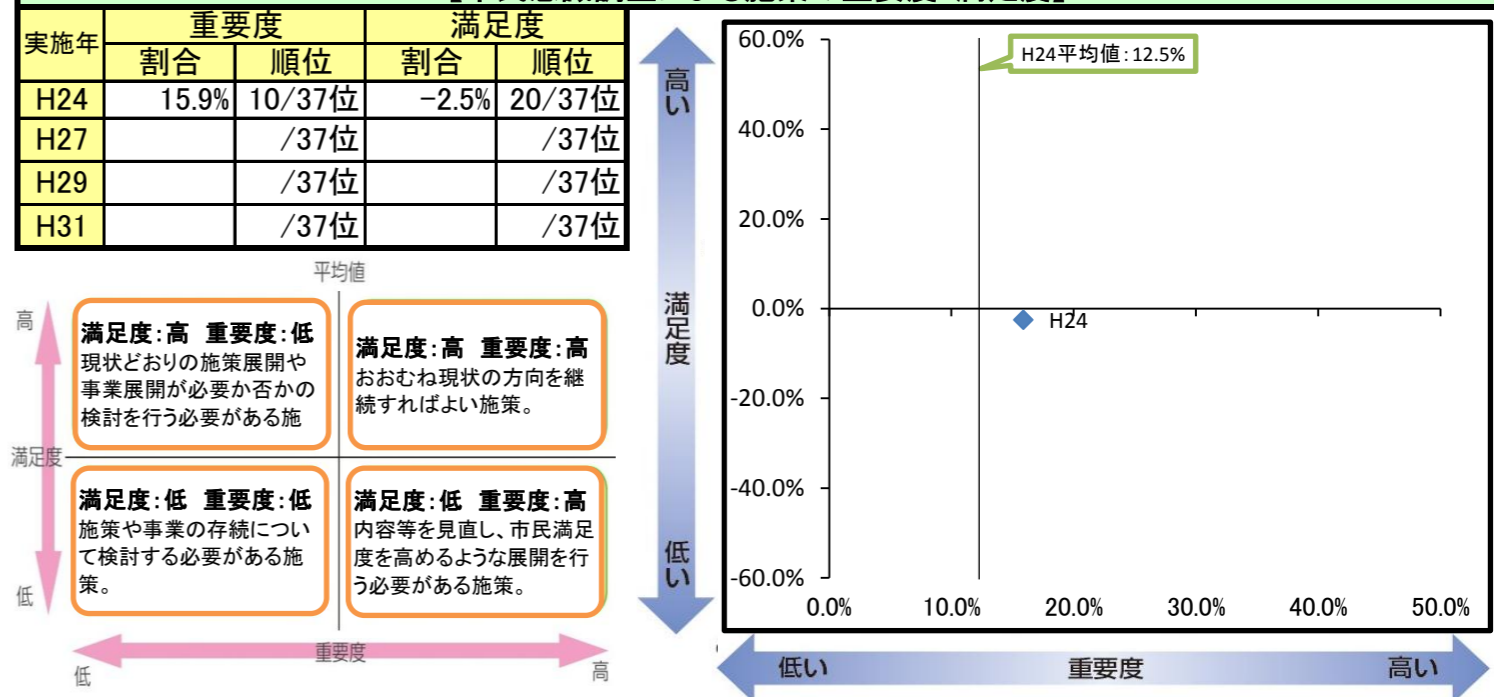 実施年 重要度 満足度
割合 順位 割合 順位
H24 15.9% 10/37位 -2.5% 20/37位
H27 /37位 /37位
H29 /37位 /37位
H31 /37位 /37位
平均値
高
満足度
低
満足度:高 重要度:低
現状どおりの施策展開や
事業展開が必要か否かの
検討を行う必要がある施
満足度:高 重要度:高
おおむね現状の方向を継
続すればよい施策。
満足度:低 重要度:低
施策や事業の存続につい
て検討する必要がある施
策。
満足度:低 重要度:高
内容等を見直し、市民満足
度を高めるような展開を行
う必要がある施策。
低 重要度 高
高い
満足度
低い
H24平均値:12.5%
60.0%
40.0%
20.0%
0.0%
-20.0%
-40.0%
-60.0%
H24
0.0% 10.0% 20.0% 30.0% 40.0% 50.0%
低い 重要度 高い